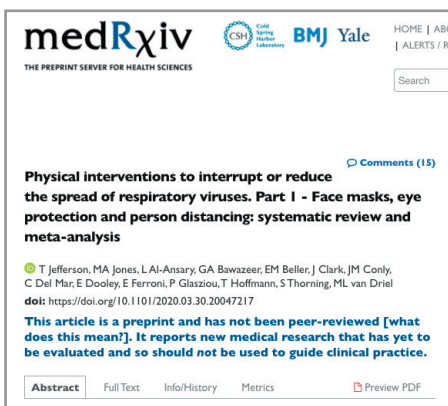 medRxiv
THE PREPRINT SERVER FOR HEALTH SCIENCES
CSH Cold Spring Harbor Laboratory
BMJ Yale
HOME |
| ALERTS /
Search
Comments (15)
Physical interventions to interrupt or reduce
the spread of respiratory viruses. Part 1 - Face masks, eye
protection and person distancing: systematic review and
meta-analysis
iD T Jefferson, MA Jones, L Al-Ansary, GA Bawazeer, EM Beller, J Clark, JM Conly,
C Del Mar, E Dooley, E Ferroni, P Glasziou, T Hoffmann, S Thorning, ML van Driel
doi: https://doi.org/10.1101/2020.03.30.20047217
This article is a preprint and has not been peer-reviewed [what
does this mean?]. It reports new medical research that has yet to
be evaluated and so should not be used to guide clinical practice.
Abstract Full Text Info/History Metrics Preview PDF